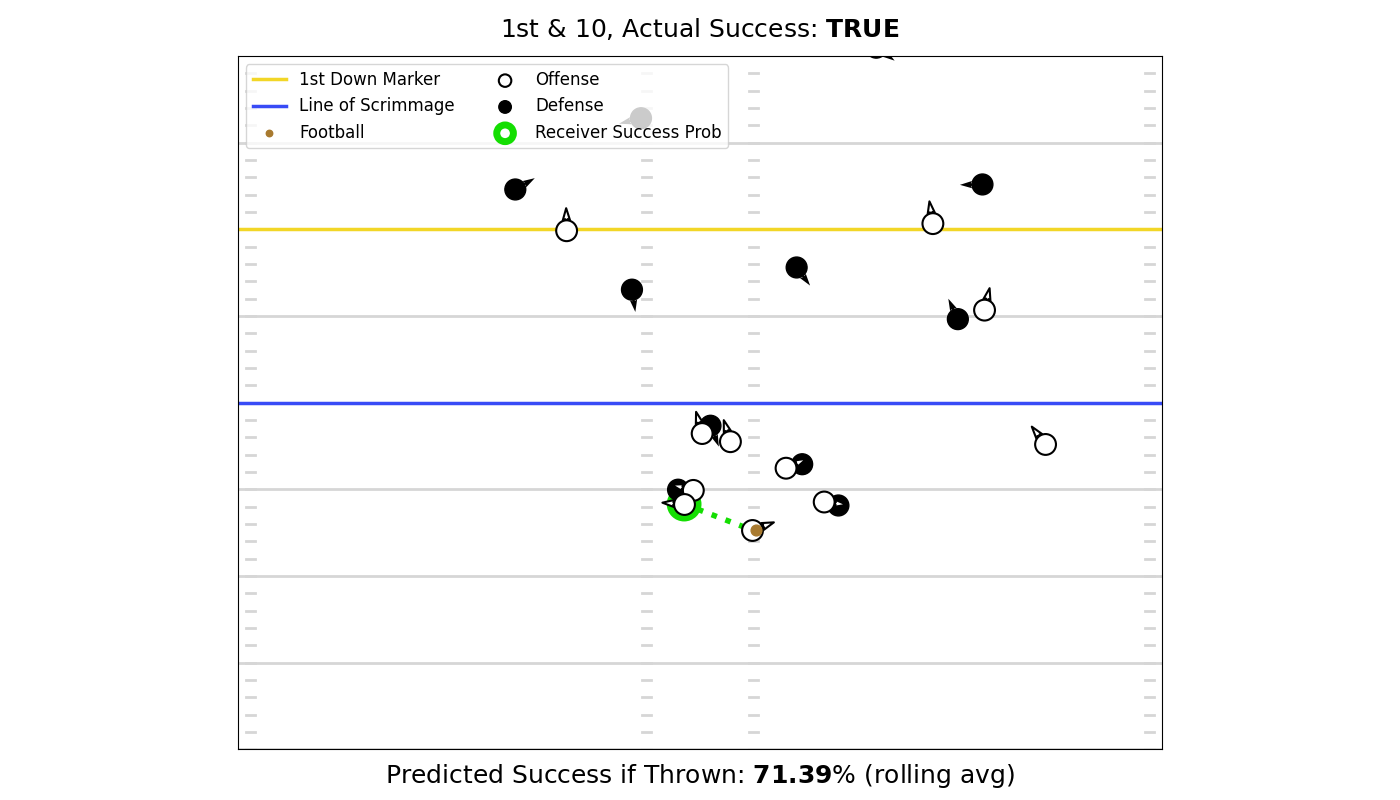 1st & 10, Actual Success: TRUE
1st Down Marker
Line of Scrimmage
Football
Offense
Defense
Receiver Success Prob
Predicted Success if Thrown: 71.39% (rolling avg)